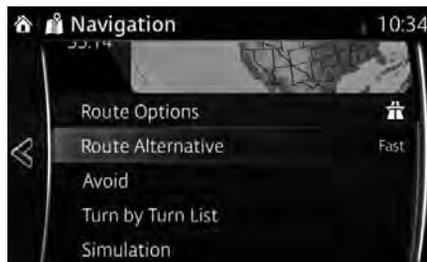 Navigation 10:34
Route Options
Route Alternative Fast
Avoid
Turn by Turn List
Simulation